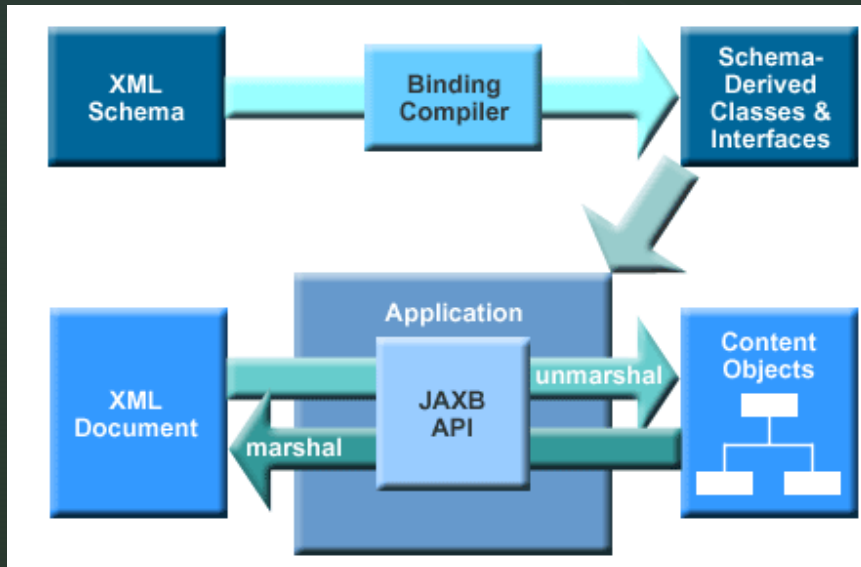 XML
Schema
Binding
Compiler
Schema-
Derived
Classes &
Interfaces
Application
XML
Document
JAXB
API
unmarshal
marshal
Content
Objects